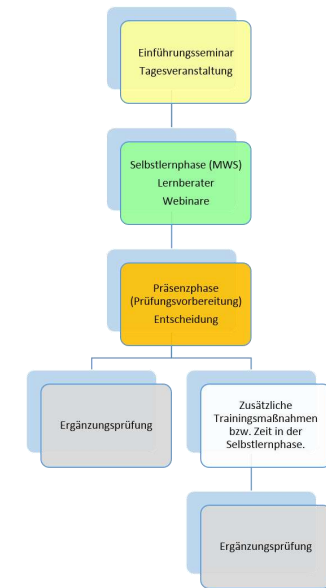 Einführungsseminar
Tagesveranstaltung
Selbstlernphase (MWS)
Lernberater
Webinare
Präsenzphase
(Prüfungsvorbereitung)
Entscheidung
Ergänzungsprüfung
Zusätzliche
Trainingsmaßnahmen
bzw. Zeit in der
Selbstlernphase.
Ergänzungsprüfung